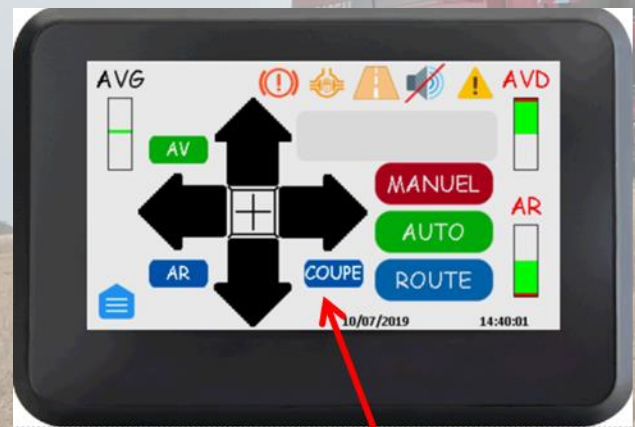 AVG
AVD
AV
MANUEL
AR
AUTO
AR
COUPE
ROUTE
10/07/2019
14:40:01